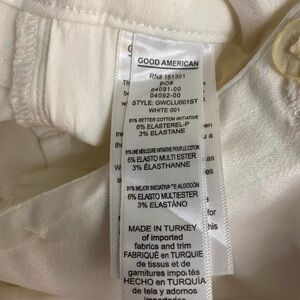 GOOD AMERICAN
RN# 151301
PO#
04091-00
04092-00
STYLE: GWCLU001ST
WHITE 001
91% BETTER COTTON INITIATIVE
6% ELASTEREL-P
3% ELASTANE
91% UNE MEILLEURE INITIATIVE POUR LE COTON
6% ELASTO MULTIESTER
3% ÉLASTHANNE
91% MEJOR INICIATIVA DE ALGODÓN
6% ELASTO MULTIESTER
3% ELASTANO
MADE IN TURKEY
of imported
fabrics and trim
FABRIQUÉ en TURQUIE
de tissus et de
garnitures importés
HECHO en TURQUÍA
de tela y adornos
importados